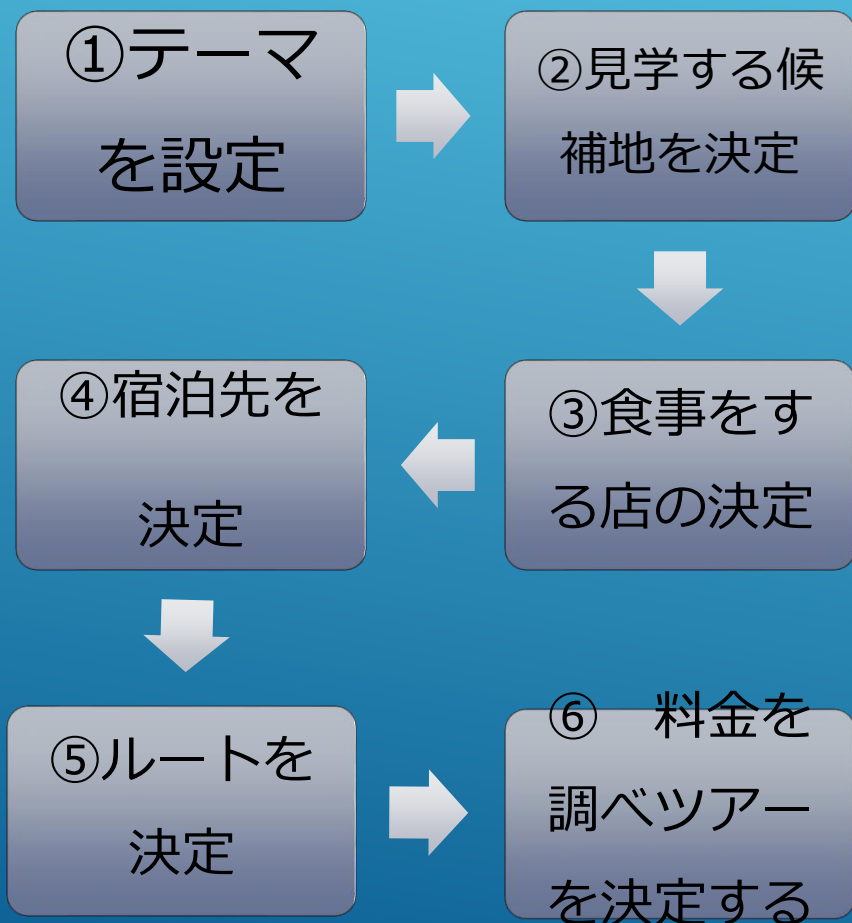 ①テーマ
を設定
②見学する候
補地を決定
③食事をす
る店の決定
④宿泊先を
決定
⑤ルートを
決定
⑥　料金を
調べツアー
を決定する